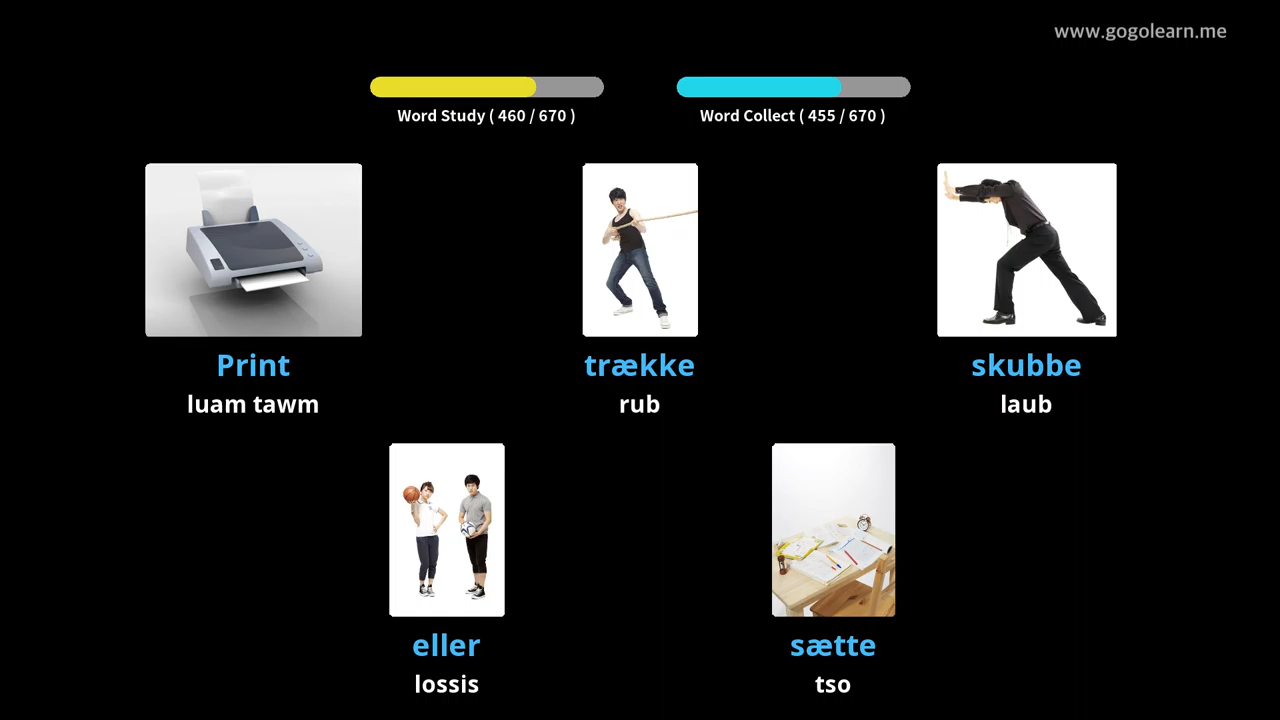 www.gogolearn.me
Word Study ( 460 / 670 )
Word Collect ( 455 / 670 )
Print
luam tawm
trække
rub
skubbe
laub
eller
lossis
sætte
tso